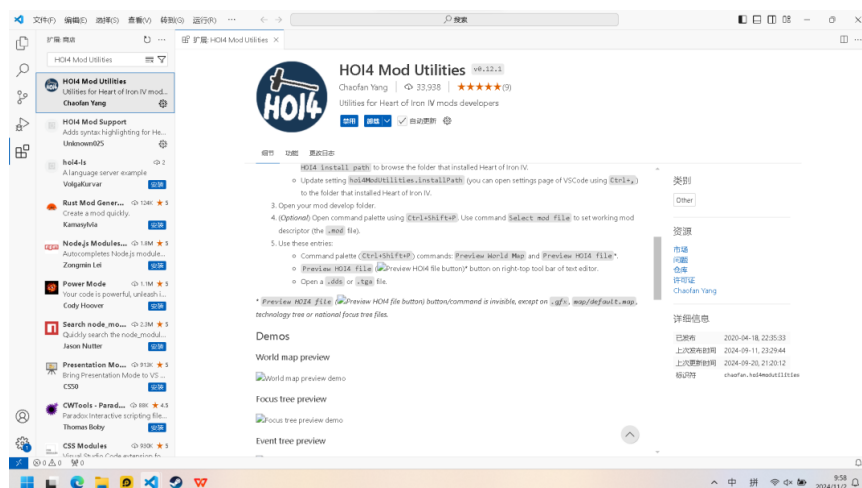 文件(F) 编辑(E) 选择(S) 查看(V) 转到(G) 运行(R) ··· 搜索
扩展: 商店
扩展: HOI4 Mod Utilities
HOI4 Mod Utilities
HOI4 Mod Utilities
Utilities for Heart of Iron IV mod...
Chaofan Yang
HOI4 Mod Support
Adds syntax highlighting for He...
Unknown025
hoi4-ls 2
A language server example
VolgaKurvar 安装
Rust Mod Gener... 124K ★ 5
Create a mod quickly.
Kamasylvia 安装
Node.js Modules... 1.8M ★ 5
Autocompletes Node.js module...
Zongmin Lei 安装
Power Mode 1.1M ★ 5
Your code is powerful, unleash i...
Cody Hoover 安装
Search node_mo... 2.3M ★ 5
Quickly search the node_modul...
Jason Nutter 安装
Presentation Mo... 912K ★ 5
Bring Presentation Mode to VS ...
CSS0 安装
CWTools - Parad... 88K ★ 4.5
Paradox Interactive scripting file...
Thomas Boby 安装
CSS Modules 930K ★ 5
Visual Studio Code extension fo...
HOI4
HOI4 Mod Utilities v0.12.1
Chaofan Yang | 33,938 | ★★★★★(9)
Utilities for Heart of Iron IV mods developers
禁用 卸载 自动更新
细节 功能 更改日志
HOI4 install path to browse the folder that installed Heart of Iron IV.
Update setting hoi4ModUtilities.installPath (you can open settings page of VSCode using Ctrl+,)
to the folder that installed Heart of Iron IV.
3. Open your mod develop folder.
4. (Optional) Open command palette using Ctrl+Shift+P. Use command Select mod file to set working mod
descriptor (the .mod file).
5. Use these entries:
Command palette (Ctrl+Shift+P) commands: Preview World Map and Preview HOI4 file*.
Preview HOI4 file (Preview HOI4 file button)* button on right-top tool bar of text editor.
Open a .dds or .tga file.
* Preview HOI4 file (Preview HOI4 file button) button/command is invisible, except on .gfx, map/default.map,
technology tree or national focus tree files.
Demos
World map preview
World map preview demo
Focus tree preview
Focus tree preview demo
Event tree preview
类别
Other
资源
市场
问题
仓库
许可证
Chaofan Yang
详细信息
已发布 2020-04-18, 22:35:33
上次发布时间 2024-09-11, 23:29:44
上次更新时间 2024-09-20, 21:20:12
标识符 chaofan.hoi4modutilities
0 0 0
中 拼 9:58
2024/11/2